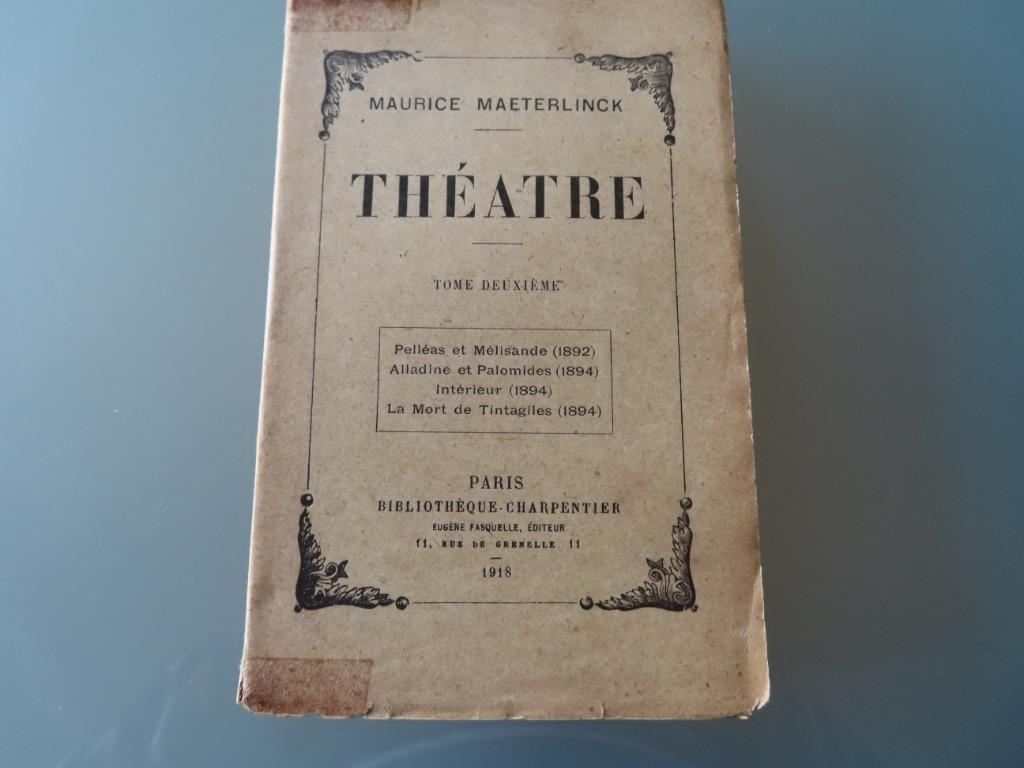 MAURICE MAETERLINCK
THÉATRE
TOME DEUXIÈME
Pelléas et Mélisande (1892)
Alladine et Palomides (1894)
Intérieur (1894)
La Mort de Tintagiles (1894)
PARIS
BIBLIOTHÈQUE-CHARPENTIER
EUGÈNE FASQUELLE, ÉDITEUR
11, RUE DE GRENELLE 11
1918